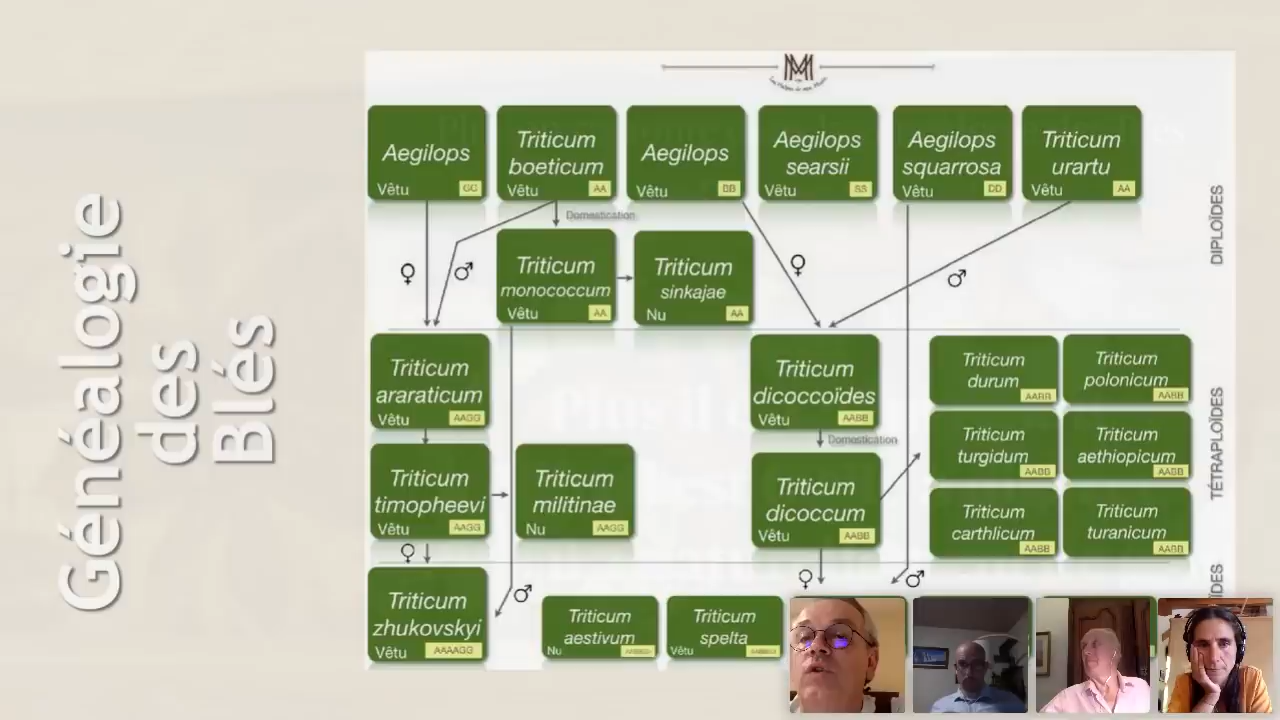 Généalogie
des
Blés
Aegilops
Vêtu GG
Triticum
boeticum
Vêtu AA
Aegilops
Vêtu BB
Aegilops
searsii
Vêtu SS
Aegilops
squarrosa
Vêtu DD
Triticum
urartu
Vêtu AA
Domestication
DIPLOÏDES
♀
♂
Triticum
monococcum
Vêtu AA
Triticum
sinkajae
Nu AA
♀
♂
Triticum
araraticum
Vêtu AAGG
Triticum
dicoccoïdes
Vêtu AABB
Domestication
Triticum
durum
AABB
Triticum
polonicum
AABB
Triticum
turgidum
AABB
Triticum
aethiopicum
AABB
Triticum
carthlicum
AABB
Triticum
turanicum
AABB
TÉTRAPLOÏDES
Triticum
timopheevi
Vêtu AAGG
Triticum
militinae
Nu AAGG
Triticum
dicoccum
Vêtu AABB
♀
♂
♀
♂
Triticum
zhukovskyi
Vêtu AAAAGG
Triticum
aestivum
Nu
Triticum
spelta
Vêtu
ÏDES